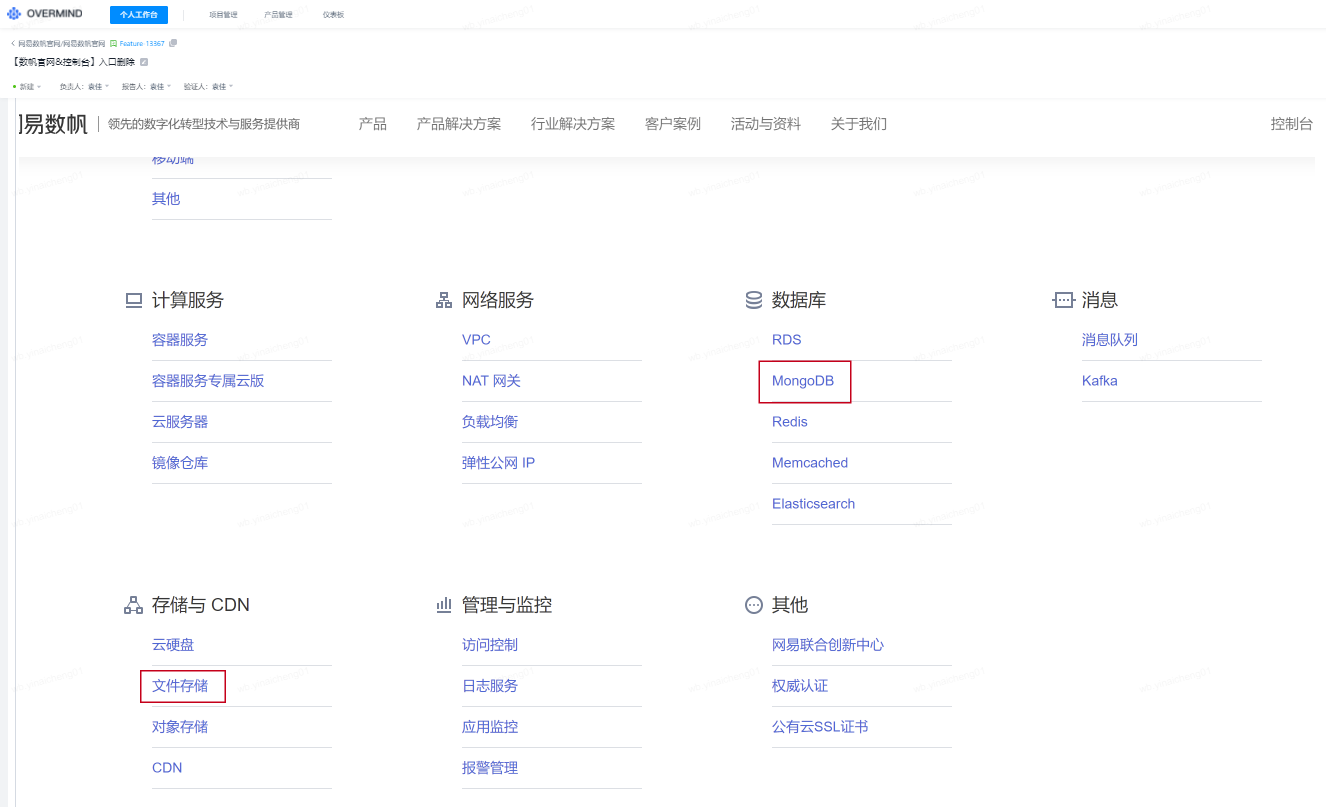 OVERMIND 个人工作台 项目管理 产品管理 仪表板
网易数帆官网/网易数帆官网 Feature-13367
【数帆官网&控制台】入口删除
新建 负责人: 袁佳 报告人: 袁佳 验证人: 袁佳
易数帆 领先的数字化转型技术与服务提供商 产品 产品解决方案 行业解决方案 客户案例 活动与资料 关于我们 控制台
移动端
其他
计算服务
容器服务
容器服务专属云版
云服务器
镜像仓库
网络服务
VPC
NAT 网关
负载均衡
弹性公网 IP
数据库
RDS
MongoDB
Redis
Memcached
Elasticsearch
消息
消息队列
Kafka
存储与 CDN
云硬盘
文件存储
对象存储
CDN
管理与监控
访问控制
日志服务
应用监控
报警管理
其他
网易联合创新中心
权威认证
公有云SSL证书